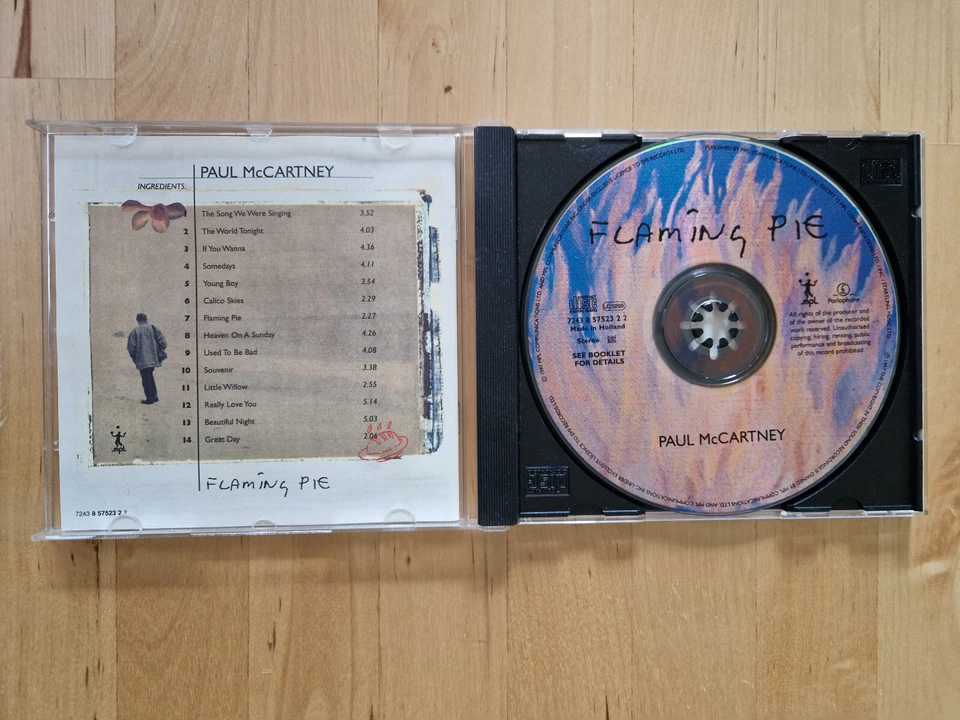 PAUL McCARTNEY
INGREDIENTS:
The Song We Were Singing 3.52
2 The World Tonight 4.03
3 If You Wanna 4.36
4 Somedays 4.11
5 Young Boy 3.54
6 Calico Skies 2.29
7 Flaming Pie 2.27
8 Heaven On A Sunday 4.26
9 Used To Be Bad 4.08
10 Souvenir 3.38
11 Little Willow 2.55
12 Really Love You 5.14
13 Beautiful Night 5.03
14 Great Day 2.06
mpl
FLAMING PIE
7243 8 57523 2 2
FLAMING PIE
7243 8 57523 2 2
Made in Holland
Stereo
SEE BOOKLET
FOR DETAILS
mpl Parlophone
All rights of the producer and
of the owner of the recorded
work reserved. Unauthorised
copying, hiring, renting, public
performance and broadcasting
of this record prohibited.
PAUL McCARTNEY